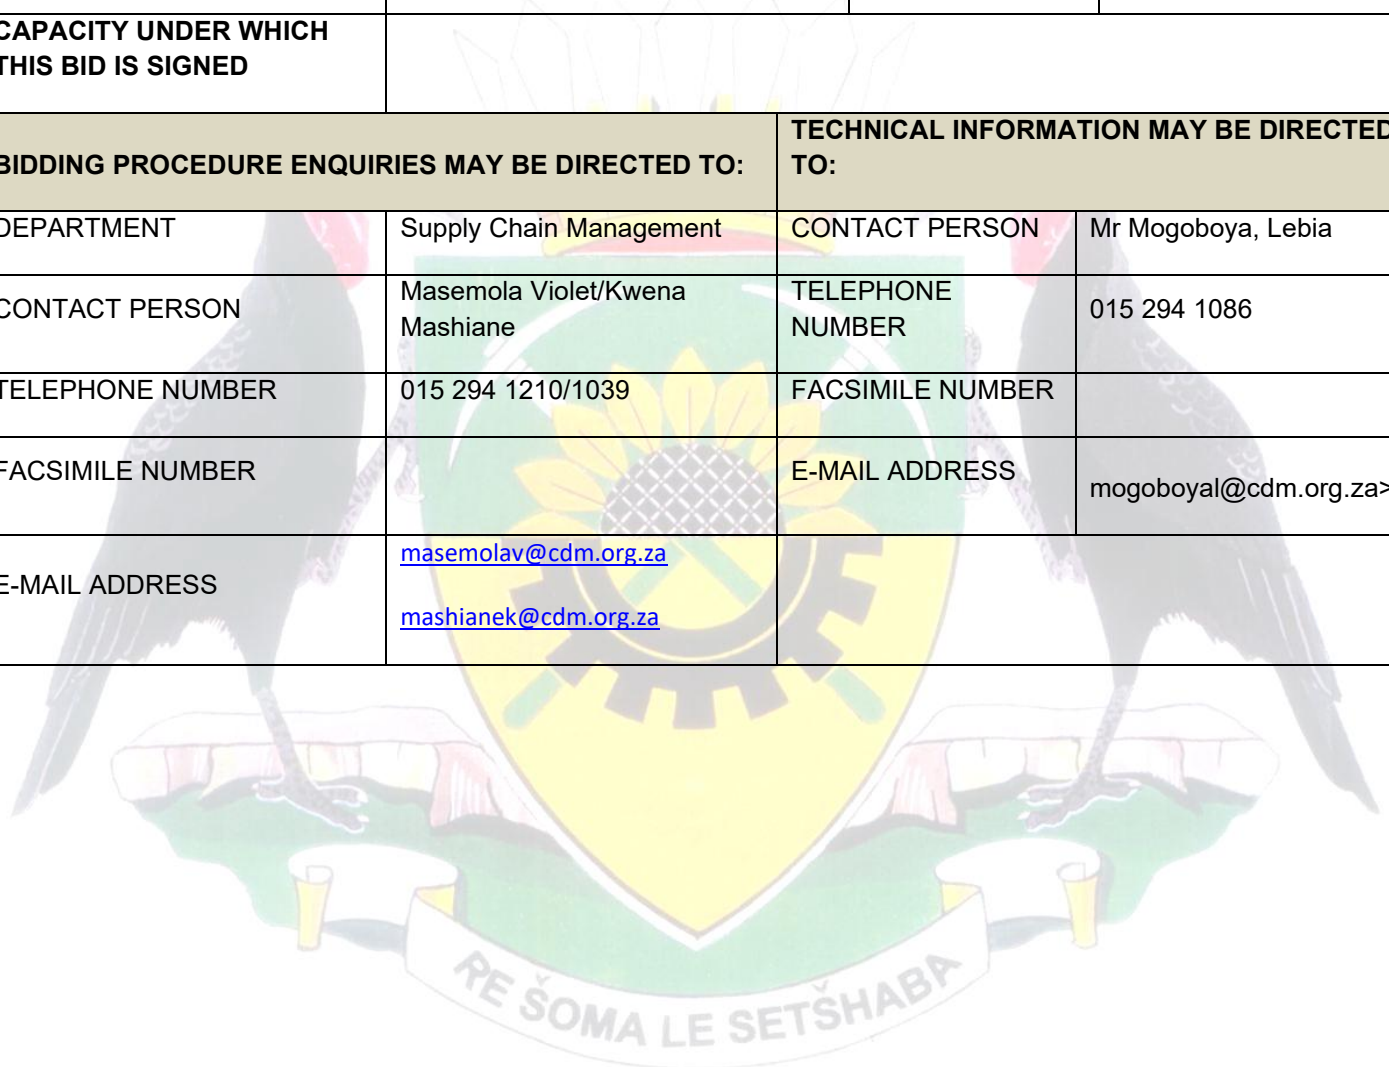 CAPACITY UNDER WHICH
THIS BID IS SIGNED
BIDDING PROCEDURE ENQUIRIES MAY BE DIRECTED TO:
TECHNICAL INFORMATION MAY BE DIRECTED
TO:
DEPARTMENT
Supply Chain Management
CONTACT PERSON
Mr Mogoboya, Lebia
CONTACT PERSON
Masemola Violet/Kwena
Mashiane
TELEPHONE
NUMBER
015 294 1086
TELEPHONE NUMBER
015 294 1210/1039
FACSIMILE NUMBER
FACSIMILE NUMBER
E-MAIL ADDRESS
mogoboyal@cdm.org.za>
E-MAIL ADDRESS
masemolav@cdm.org.za
mashianek@cdm.org.za
RE ŠOMA LE SETŠHABA